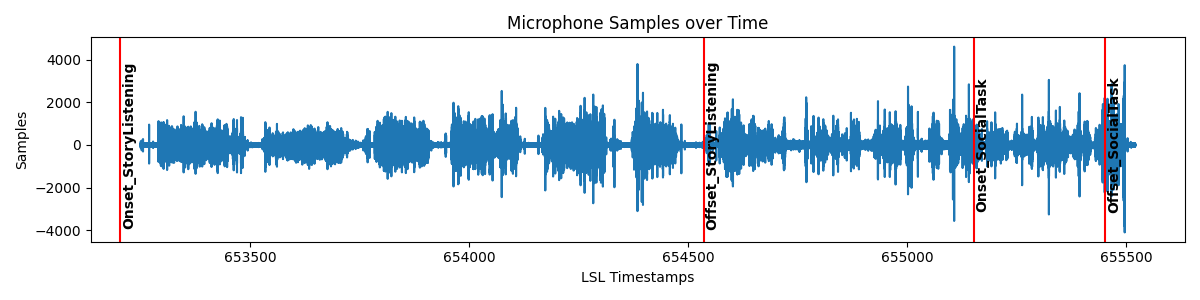 Microphone Samples over Time
Samples
4000
2000
0
−2000
−4000
Onset_StoryListening
Offset_StoryListening
Onset_SocialTask
Offset_SocialTask
653500
654000
654500
655000
655500
LSL Timestamps